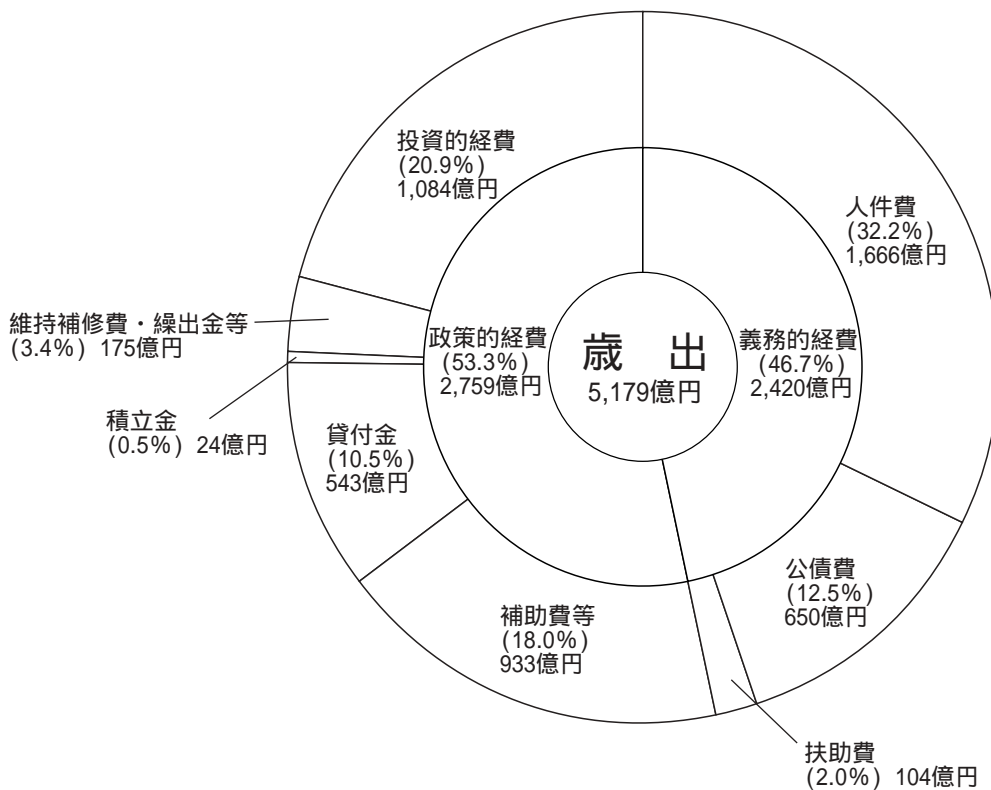 歳　出
5,179億円
義務的経費
(46.7%)
2,420億円
政策的経費
(53.3%)
2,759億円
人件費
(32.2%)
1,666億円
公債費
(12.5%)
650億円
扶助費
(2.0%) 104億円
補助費等
(18.0%)
933億円
貸付金
(10.5%)
543億円
積立金
(0.5%) 24億円
維持補修費・繰出金等
(3.4%) 175億円
投資的経費
(20.9%)
1,084億円